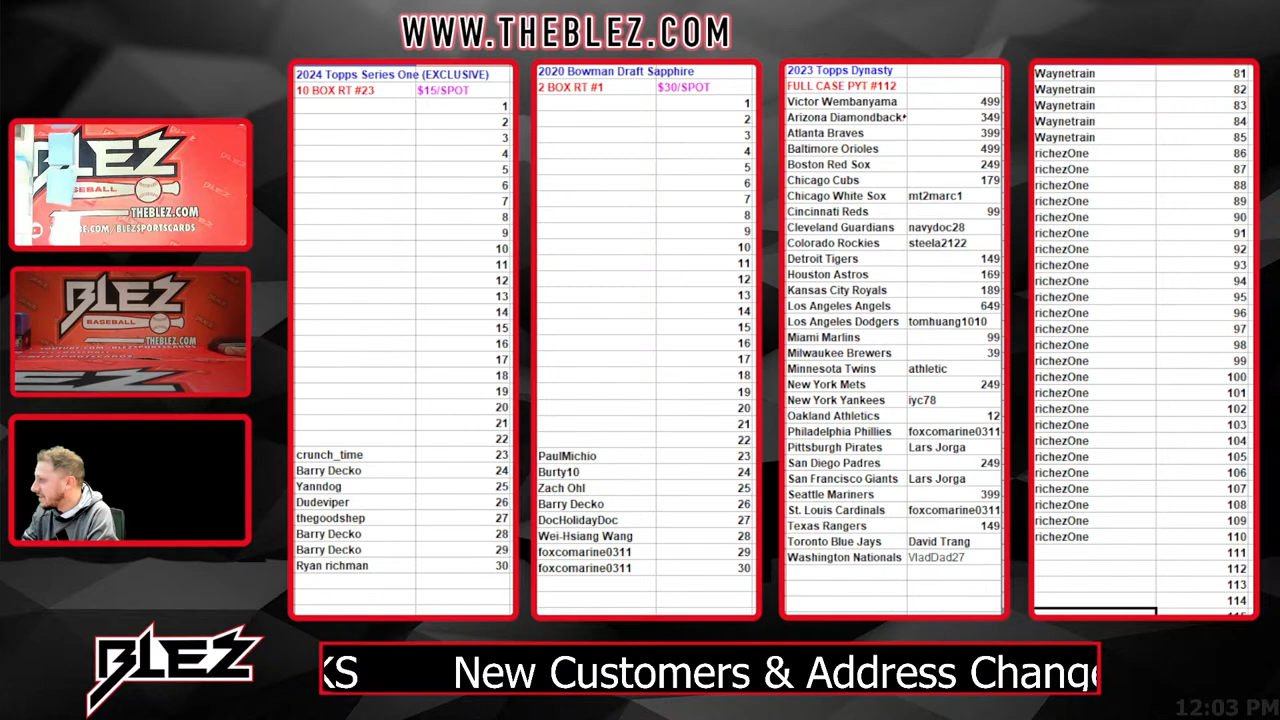 WWW.THEBLEZ.COM
BLEZ
BASEBALL
THEBLEZ.COM
BLEZ
BASEBALL
THEBLEZ.COM
2024 Topps Series One (EXCLUSIVE)
10 BOX RT #23 $15/SPOT
1
2
3
4
5
6
7
8
9
10
11
12
13
14
15
16
17
18
19
20
21
22
crunch_time 23
Barry Decko 24
Yanndog 25
Dudeviper 26
thegoodshep 27
Barry Decko 28
Barry Decko 29
Ryan richman 30
2020 Bowman Draft Sapphire
2 BOX RT #1 $30/SPOT
1
2
3
4
5
6
7
8
9
10
11
12
13
14
15
16
17
18
19
20
21
22
PaulMichio 23
Burty10 24
Zach Ohl 25
Barry Decko 26
DocHolidayDoc 27
Wei-Hsiang Wang 28
foxcomarine0311 29
foxcomarine0311 30
2023 Topps Dynasty
FULL CASE PYT #112
Victor Wembanyama 499
Arizona Diamondback 349
Atlanta Braves 399
Baltimore Orioles 499
Boston Red Sox 249
Chicago Cubs 179
Chicago White Sox mt2marc1
Cincinnati Reds 99
Cleveland Guardians navydoc28
Colorado Rockies steela2122
Detroit Tigers 149
Houston Astros 169
Kansas City Royals 189
Los Angeles Angels 649
Los Angeles Dodgers tomhuang1010
Miami Marlins 99
Milwaukee Brewers 39
Minnesota Twins athletic
New York Mets 249
New York Yankees iyc78
Oakland Athletics 12
Philadelphia Phillies foxcomarine0311
Pittsburgh Pirates Lars Jorga
San Diego Padres 249
San Francisco Giants Lars Jorga
Seattle Mariners 399
St. Louis Cardinals foxcomarine0311
Texas Rangers 149
Toronto Blue Jays David Trang
Washington Nationals VladDad27
Waynetrain 81
Waynetrain 82
Waynetrain 83
Waynetrain 84
Waynetrain 85
richezOne 86
richezOne 87
richezOne 88
richezOne 89
richezOne 90
richezOne 91
richezOne 92
richezOne 93
richezOne 94
richezOne 95
richezOne 96
richezOne 97
richezOne 98
richezOne 99
richezOne 100
richezOne 101
richezOne 102
richezOne 103
richezOne 104
richezOne 105
richezOne 106
richezOne 107
richezOne 108
richezOne 109
richezOne 110
111
112
113
114
BLEZ
KS New Customers & Address Change
12:03 PM